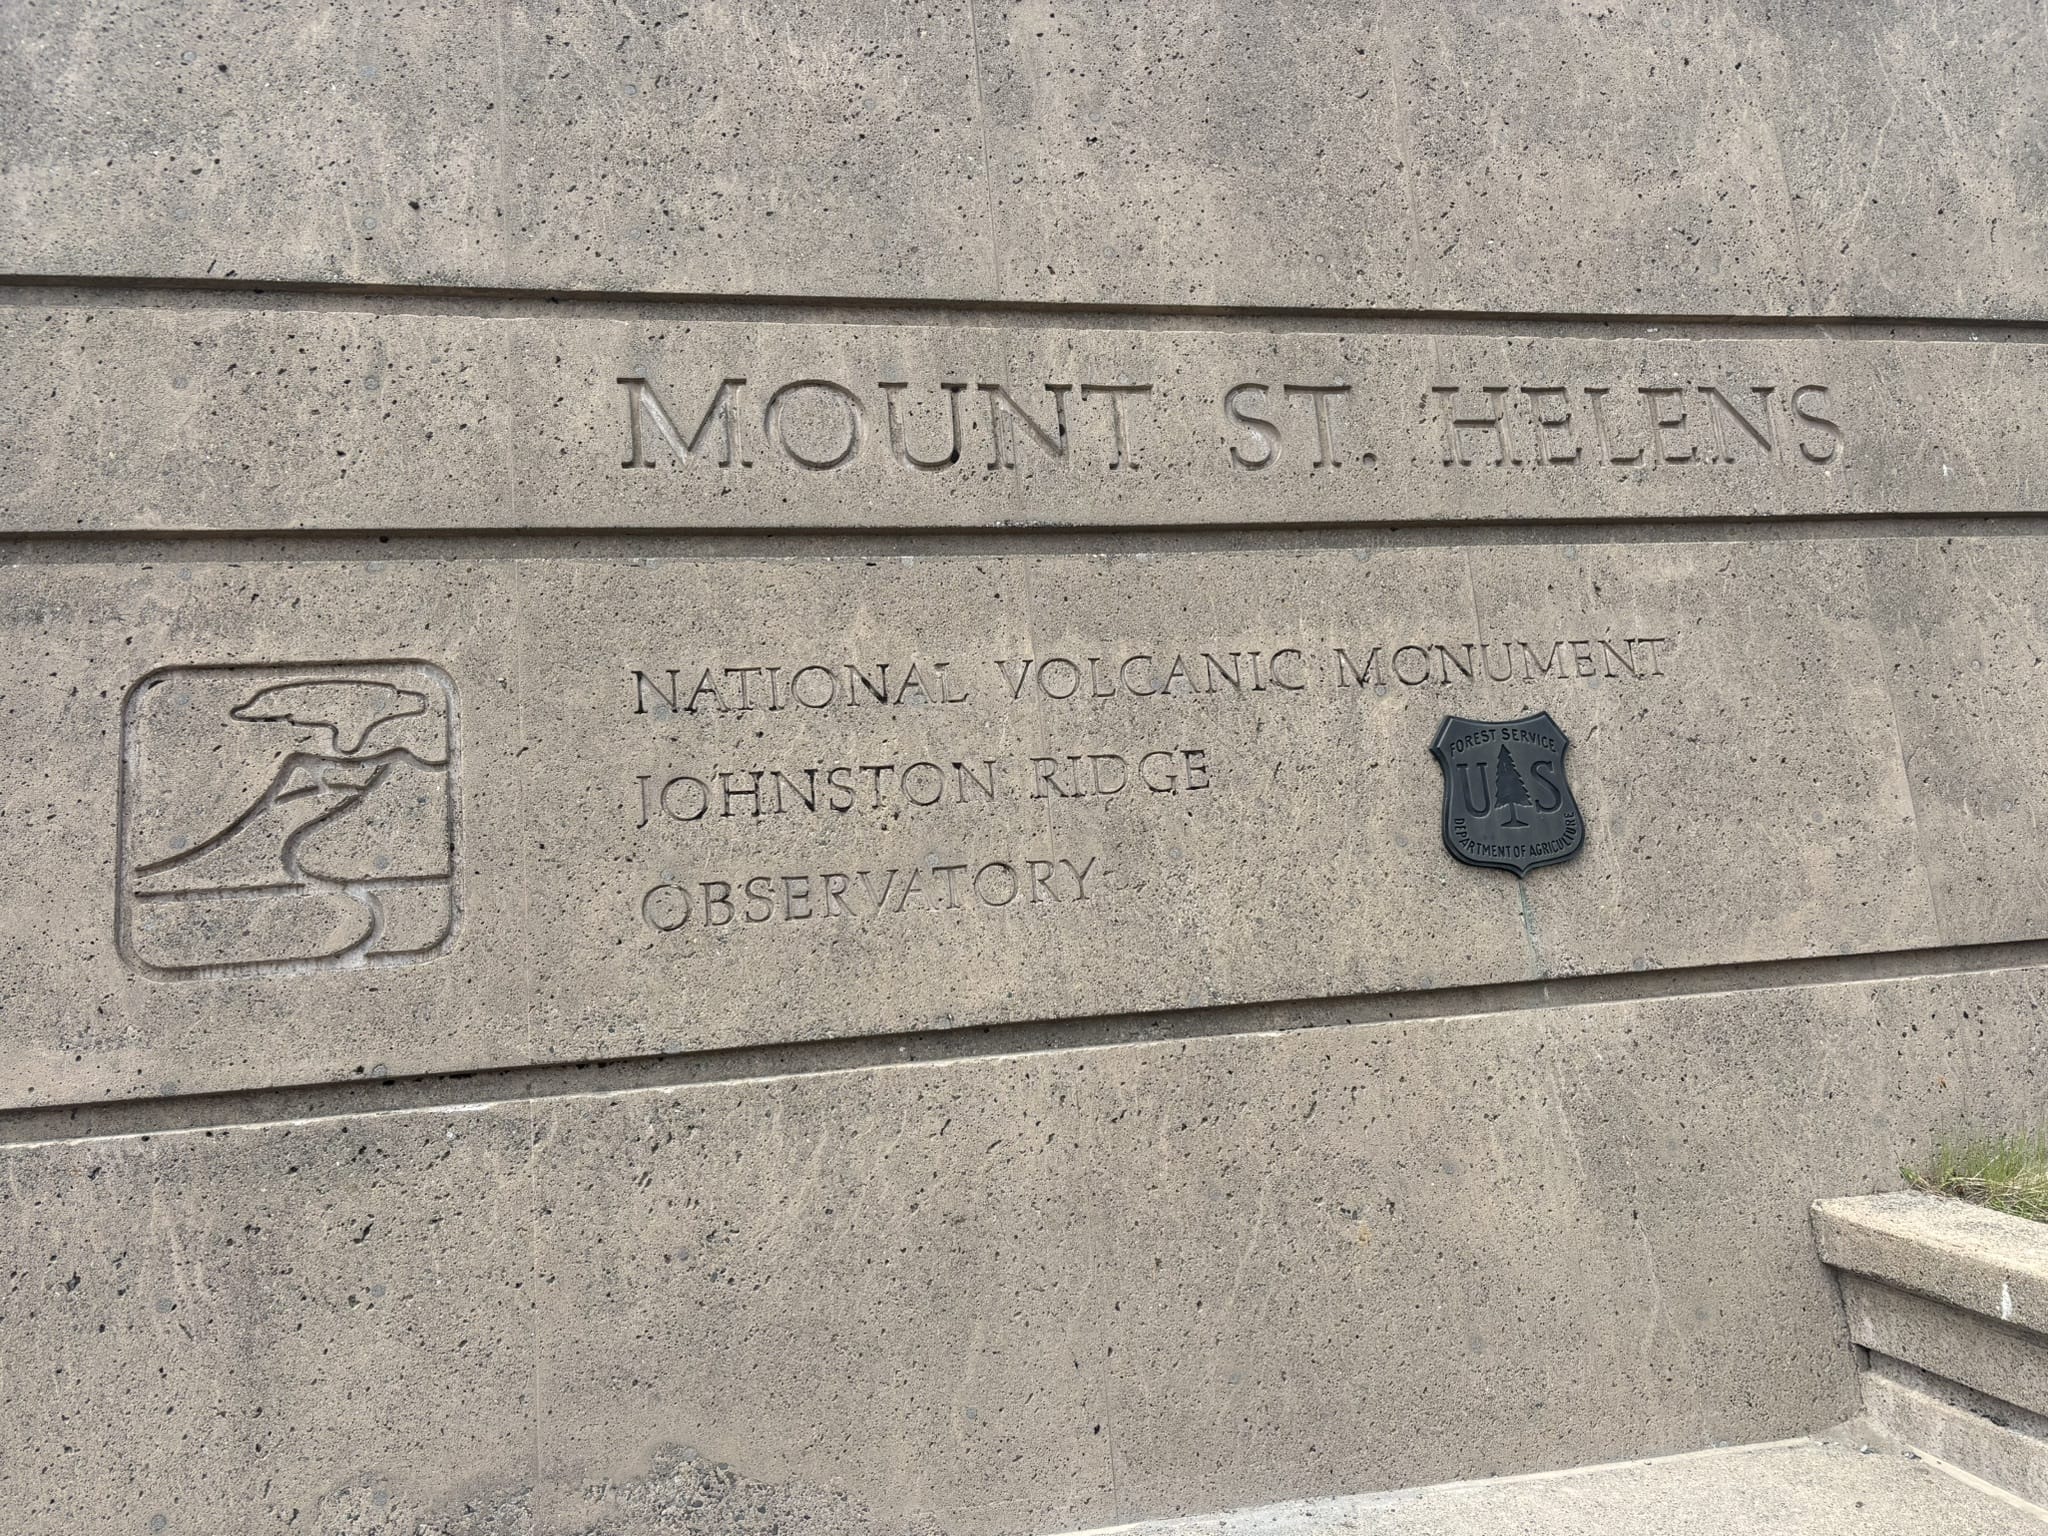 MOUNT ST. HELENS
NATIONAL VOLCANIC MONUMENT
JOHNSTON RIDGE
OBSERVATORY
FOREST SERVICE
U S
DEPARTMENT OF AGRICULTURE